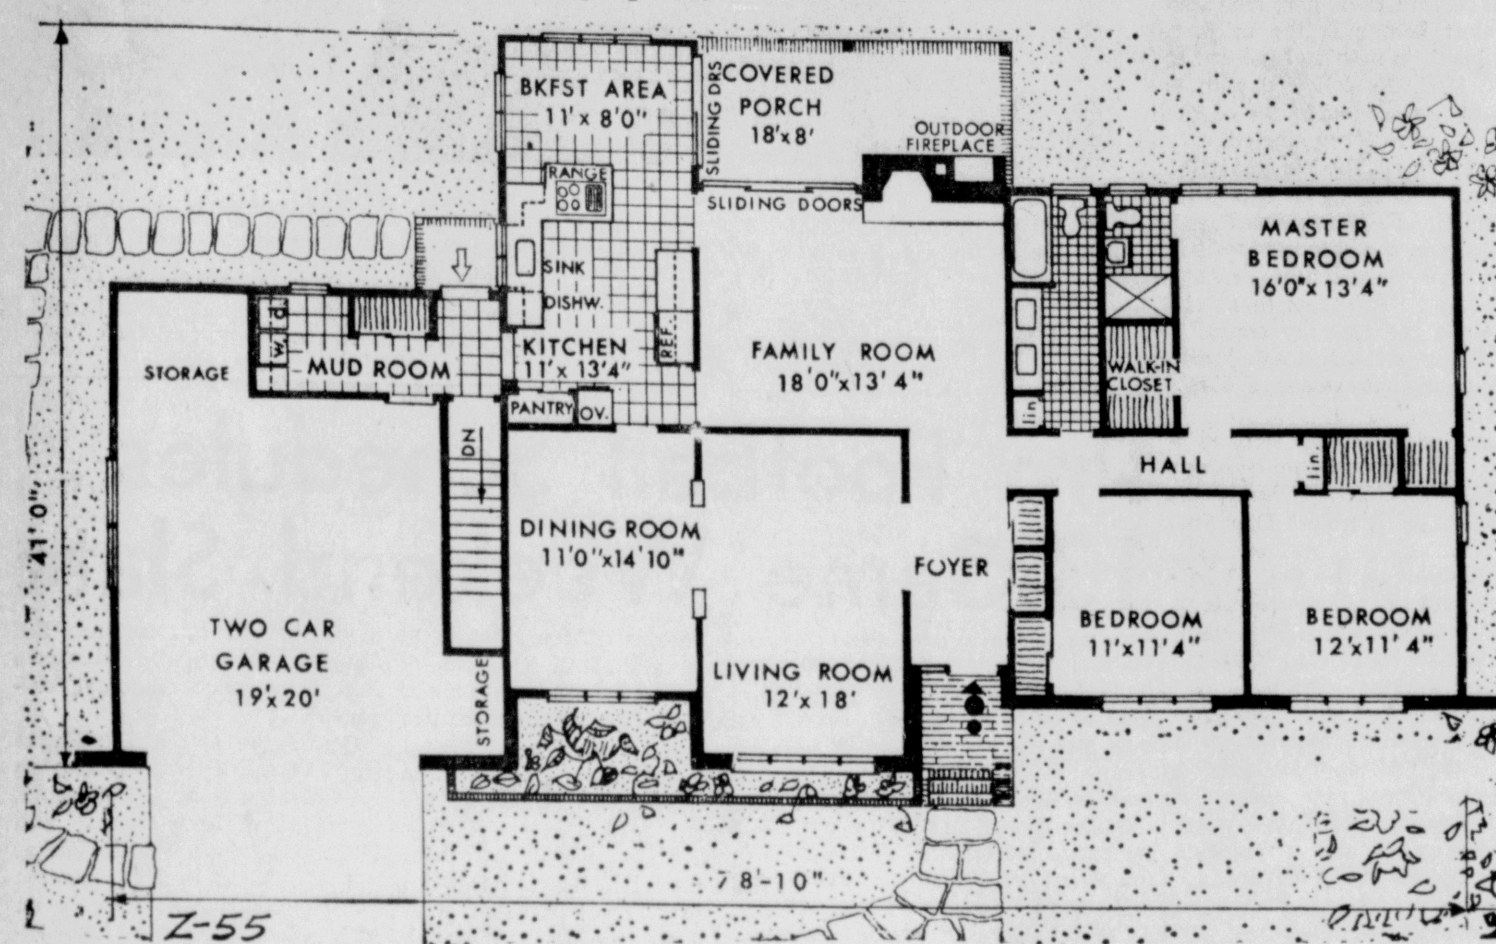 BKFST AREA
11' x 8'0"
SLIDING DRS
COVERED
PORCH
18'x8'
OUTDOOR
FIREPLACE
RANGE
SLIDING DOORS
MASTER
BEDROOM
16'0"x13'4"
SINK
DISHW.
d
w.
STORAGE
MUD ROOM
KITCHEN
11'x 13'4"
REF.
FAMILY ROOM
18'0"x13'4"
WALK-IN
CLOSET
PANTRY
OV.
lin
DN
HALL
lin
41'0"
DINING ROOM
11'0"x14'10"
FOYER
TWO CAR
GARAGE
19'x20'
STORAGE
LIVING ROOM
12'x 18'
BEDROOM
11'x11'4"
BEDROOM
12'x11'4"
78'-10"
Z-55